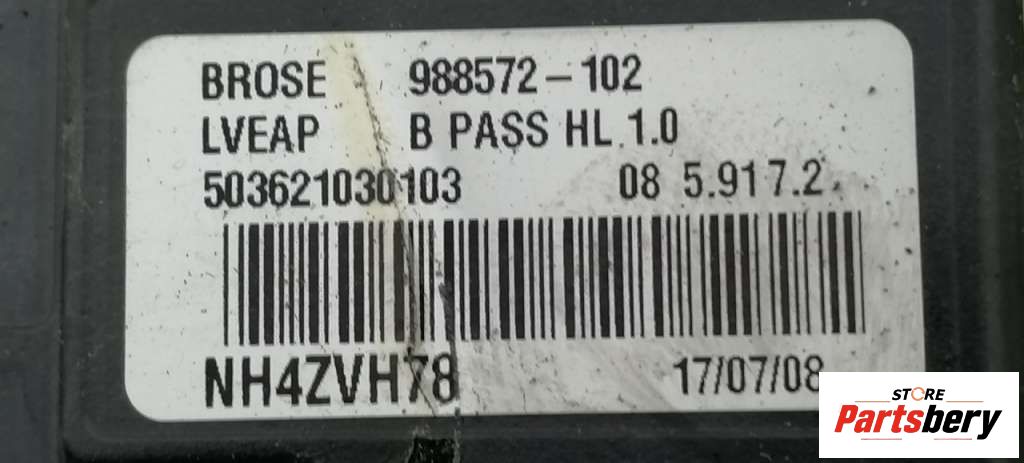 BROSE 988572-102
LVEAP B PASS HL 1.0
503621030103 08 5.917.2
NH4ZVH78 17/07/08
STORE
Partsbery